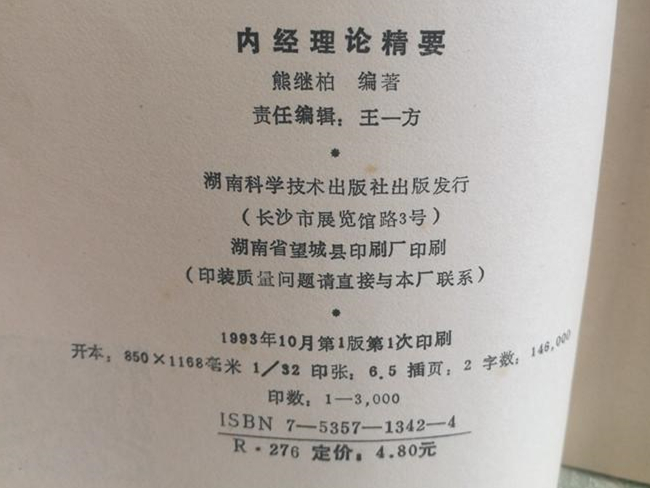 内经理论精要
熊继柏 编著
责任编辑：王一方
*
湖南科学技术出版社出版发行
（长沙市展览馆路3号）
湖南省望城县印刷厂印刷
（印装质量问题请直接与本厂联系）
*
1993年10月第1版第1次印刷
开本：850×1168毫米 1/32 印张：6.5 插页：2 字数：146,000
印数：1—3,000
ISBN 7—5357—1342—4
R·276 定价：4.80元